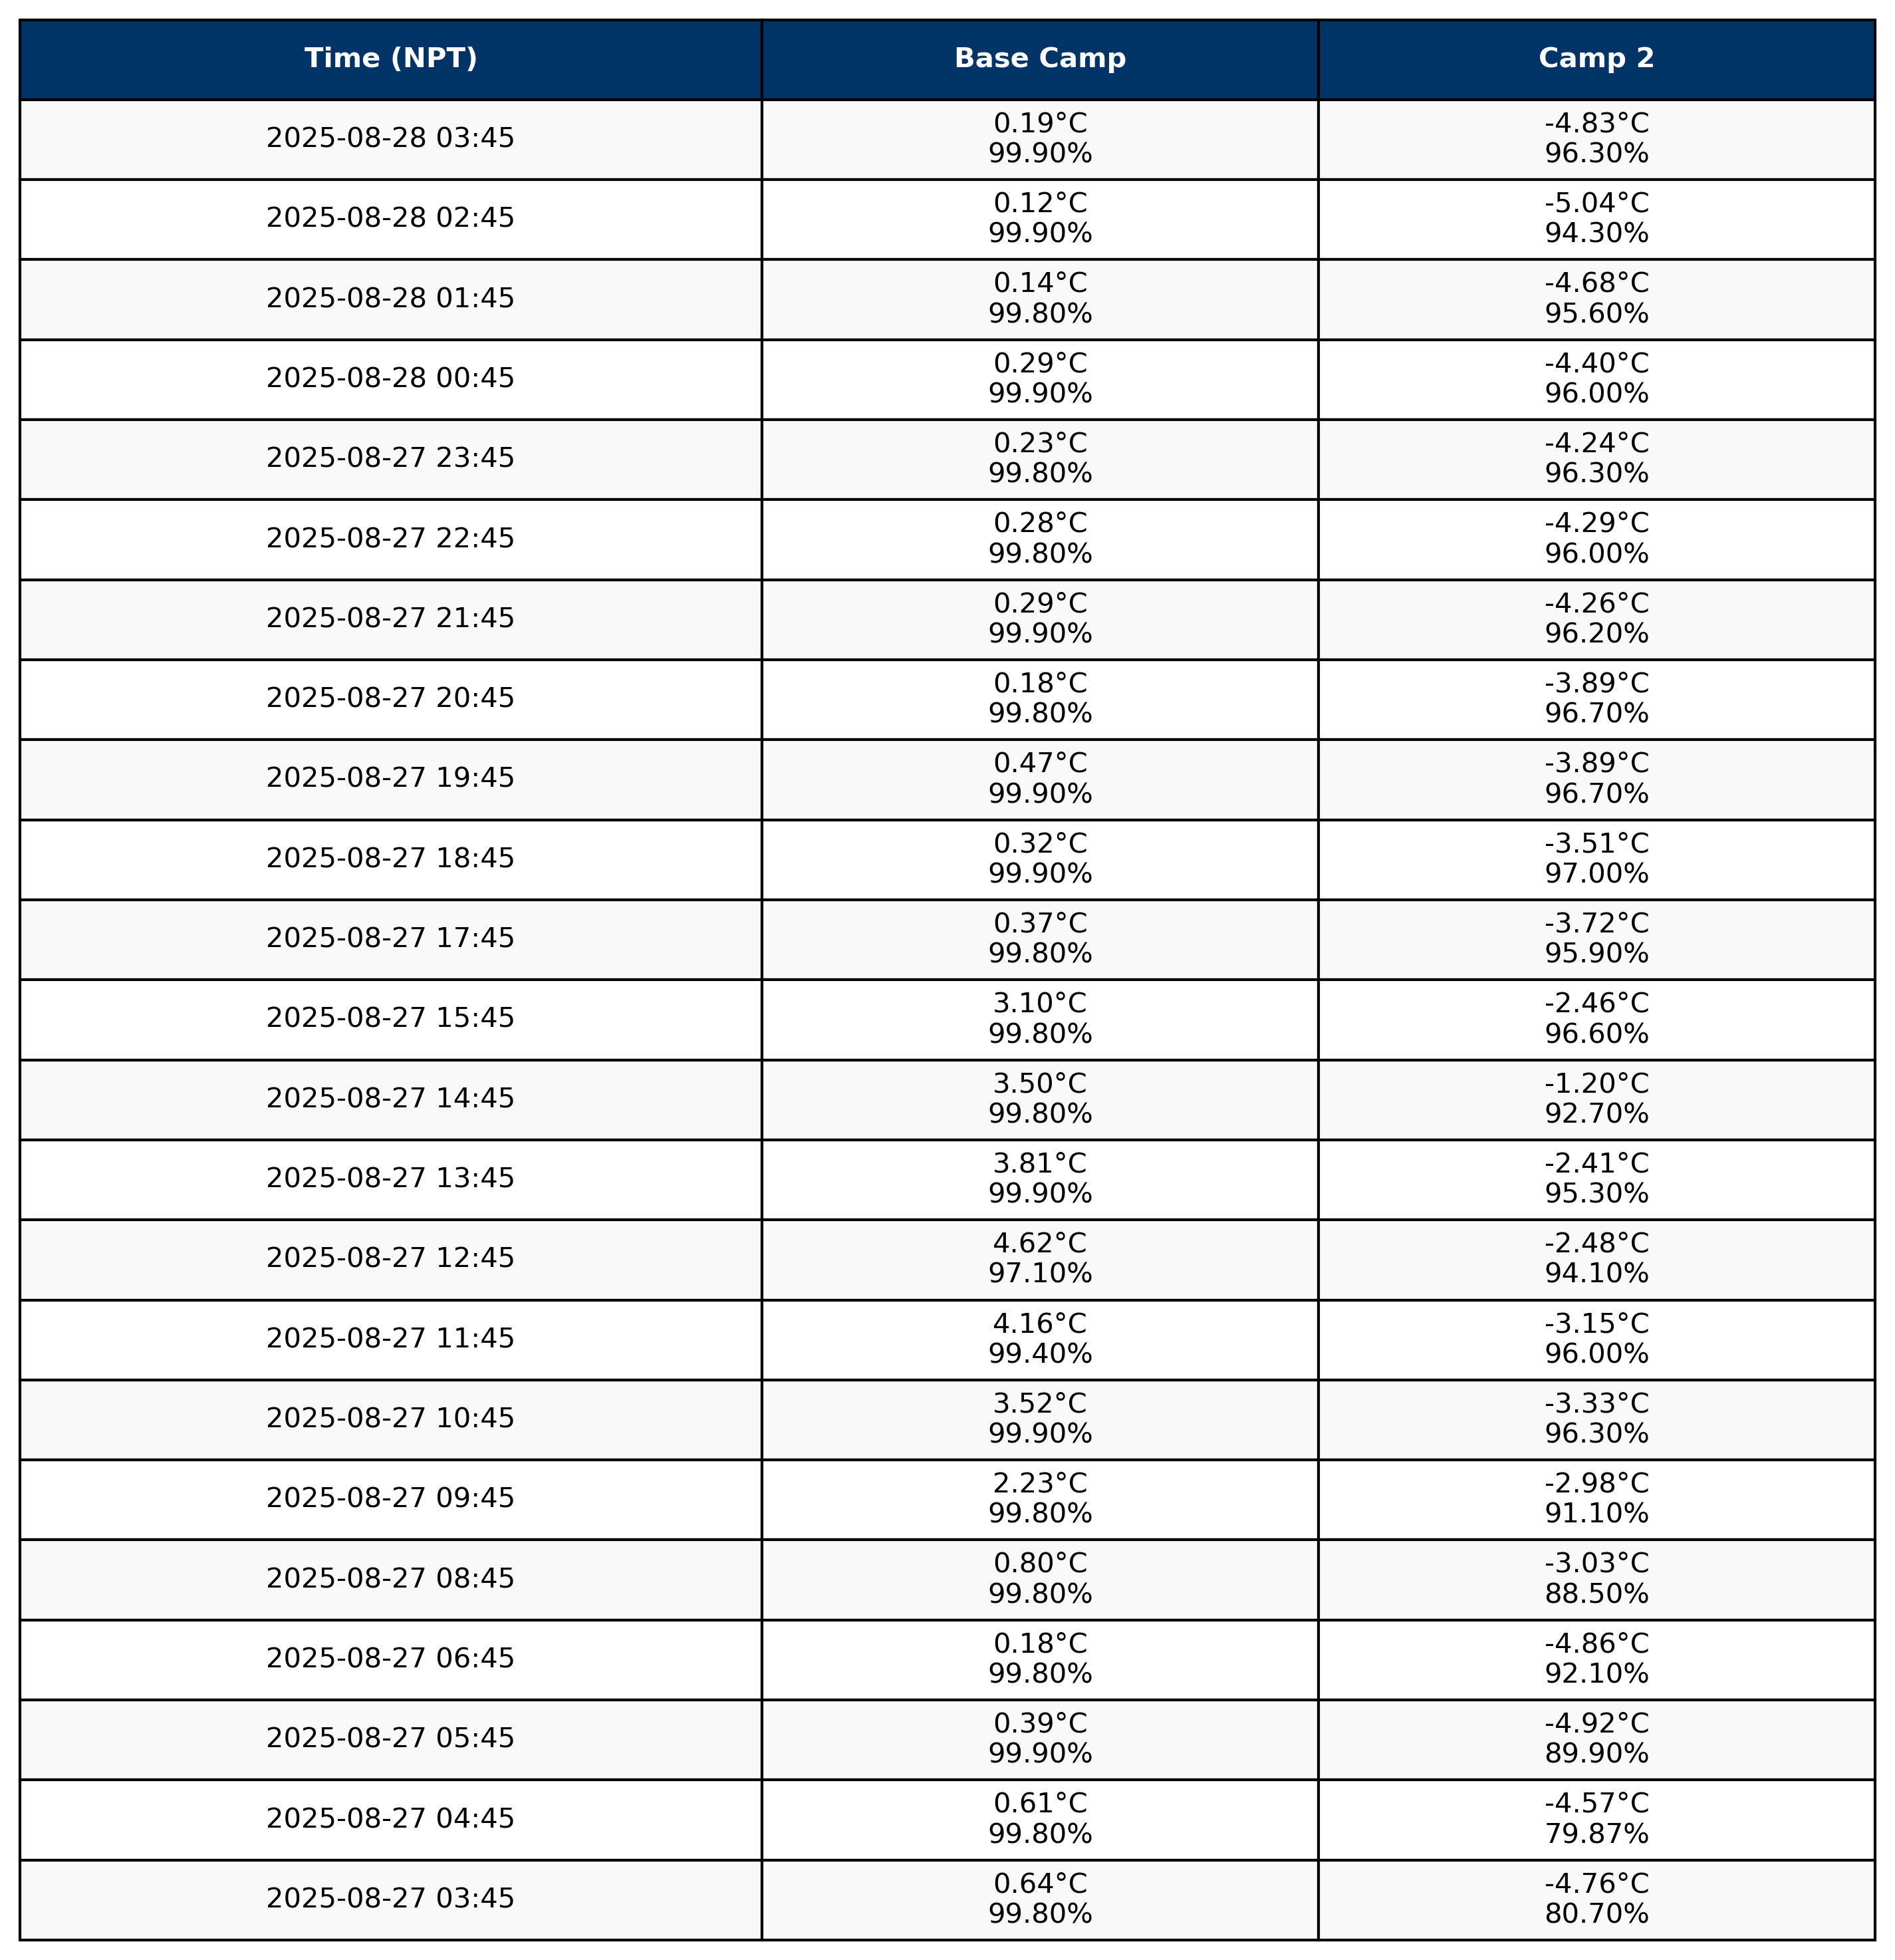 Time (NPT) Base Camp Camp 2
2025-08-28 03:45 0.19°C -4.83°C
99.90% 96.30%
2025-08-28 02:45 0.12°C -5.04°C
99.90% 94.30%
2025-08-28 01:45 0.14°C -4.68°C
99.80% 95.60%
2025-08-28 00:45 0.29°C -4.40°C
99.90% 96.00%
2025-08-27 23:45 0.23°C -4.24°C
99.80% 96.30%
2025-08-27 22:45 0.28°C -4.29°C
99.80% 96.00%
2025-08-27 21:45 0.29°C -4.26°C
99.90% 96.20%
2025-08-27 20:45 0.18°C -3.89°C
99.80% 96.70%
2025-08-27 19:45 0.47°C -3.89°C
99.90% 96.70%
2025-08-27 18:45 0.32°C -3.51°C
99.90% 97.00%
2025-08-27 17:45 0.37°C -3.72°C
99.80% 95.90%
2025-08-27 15:45 3.10°C -2.46°C
99.80% 96.60%
2025-08-27 14:45 3.50°C -1.20°C
99.80% 92.70%
2025-08-27 13:45 3.81°C -2.41°C
99.90% 95.30%
2025-08-27 12:45 4.62°C -2.48°C
97.10% 94.10%
2025-08-27 11:45 4.16°C -3.15°C
99.40% 96.00%
2025-08-27 10:45 3.52°C -3.33°C
99.90% 96.30%
2025-08-27 09:45 2.23°C -2.98°C
99.80% 91.10%
2025-08-27 08:45 0.80°C -3.03°C
99.80% 88.50%
2025-08-27 06:45 0.18°C -4.86°C
99.80% 92.10%
2025-08-27 05:45 0.39°C -4.92°C
99.90% 89.90%
2025-08-27 04:45 0.61°C -4.57°C
99.80% 79.87%
2025-08-27 03:45 0.64°C -4.76°C
99.80% 80.70%